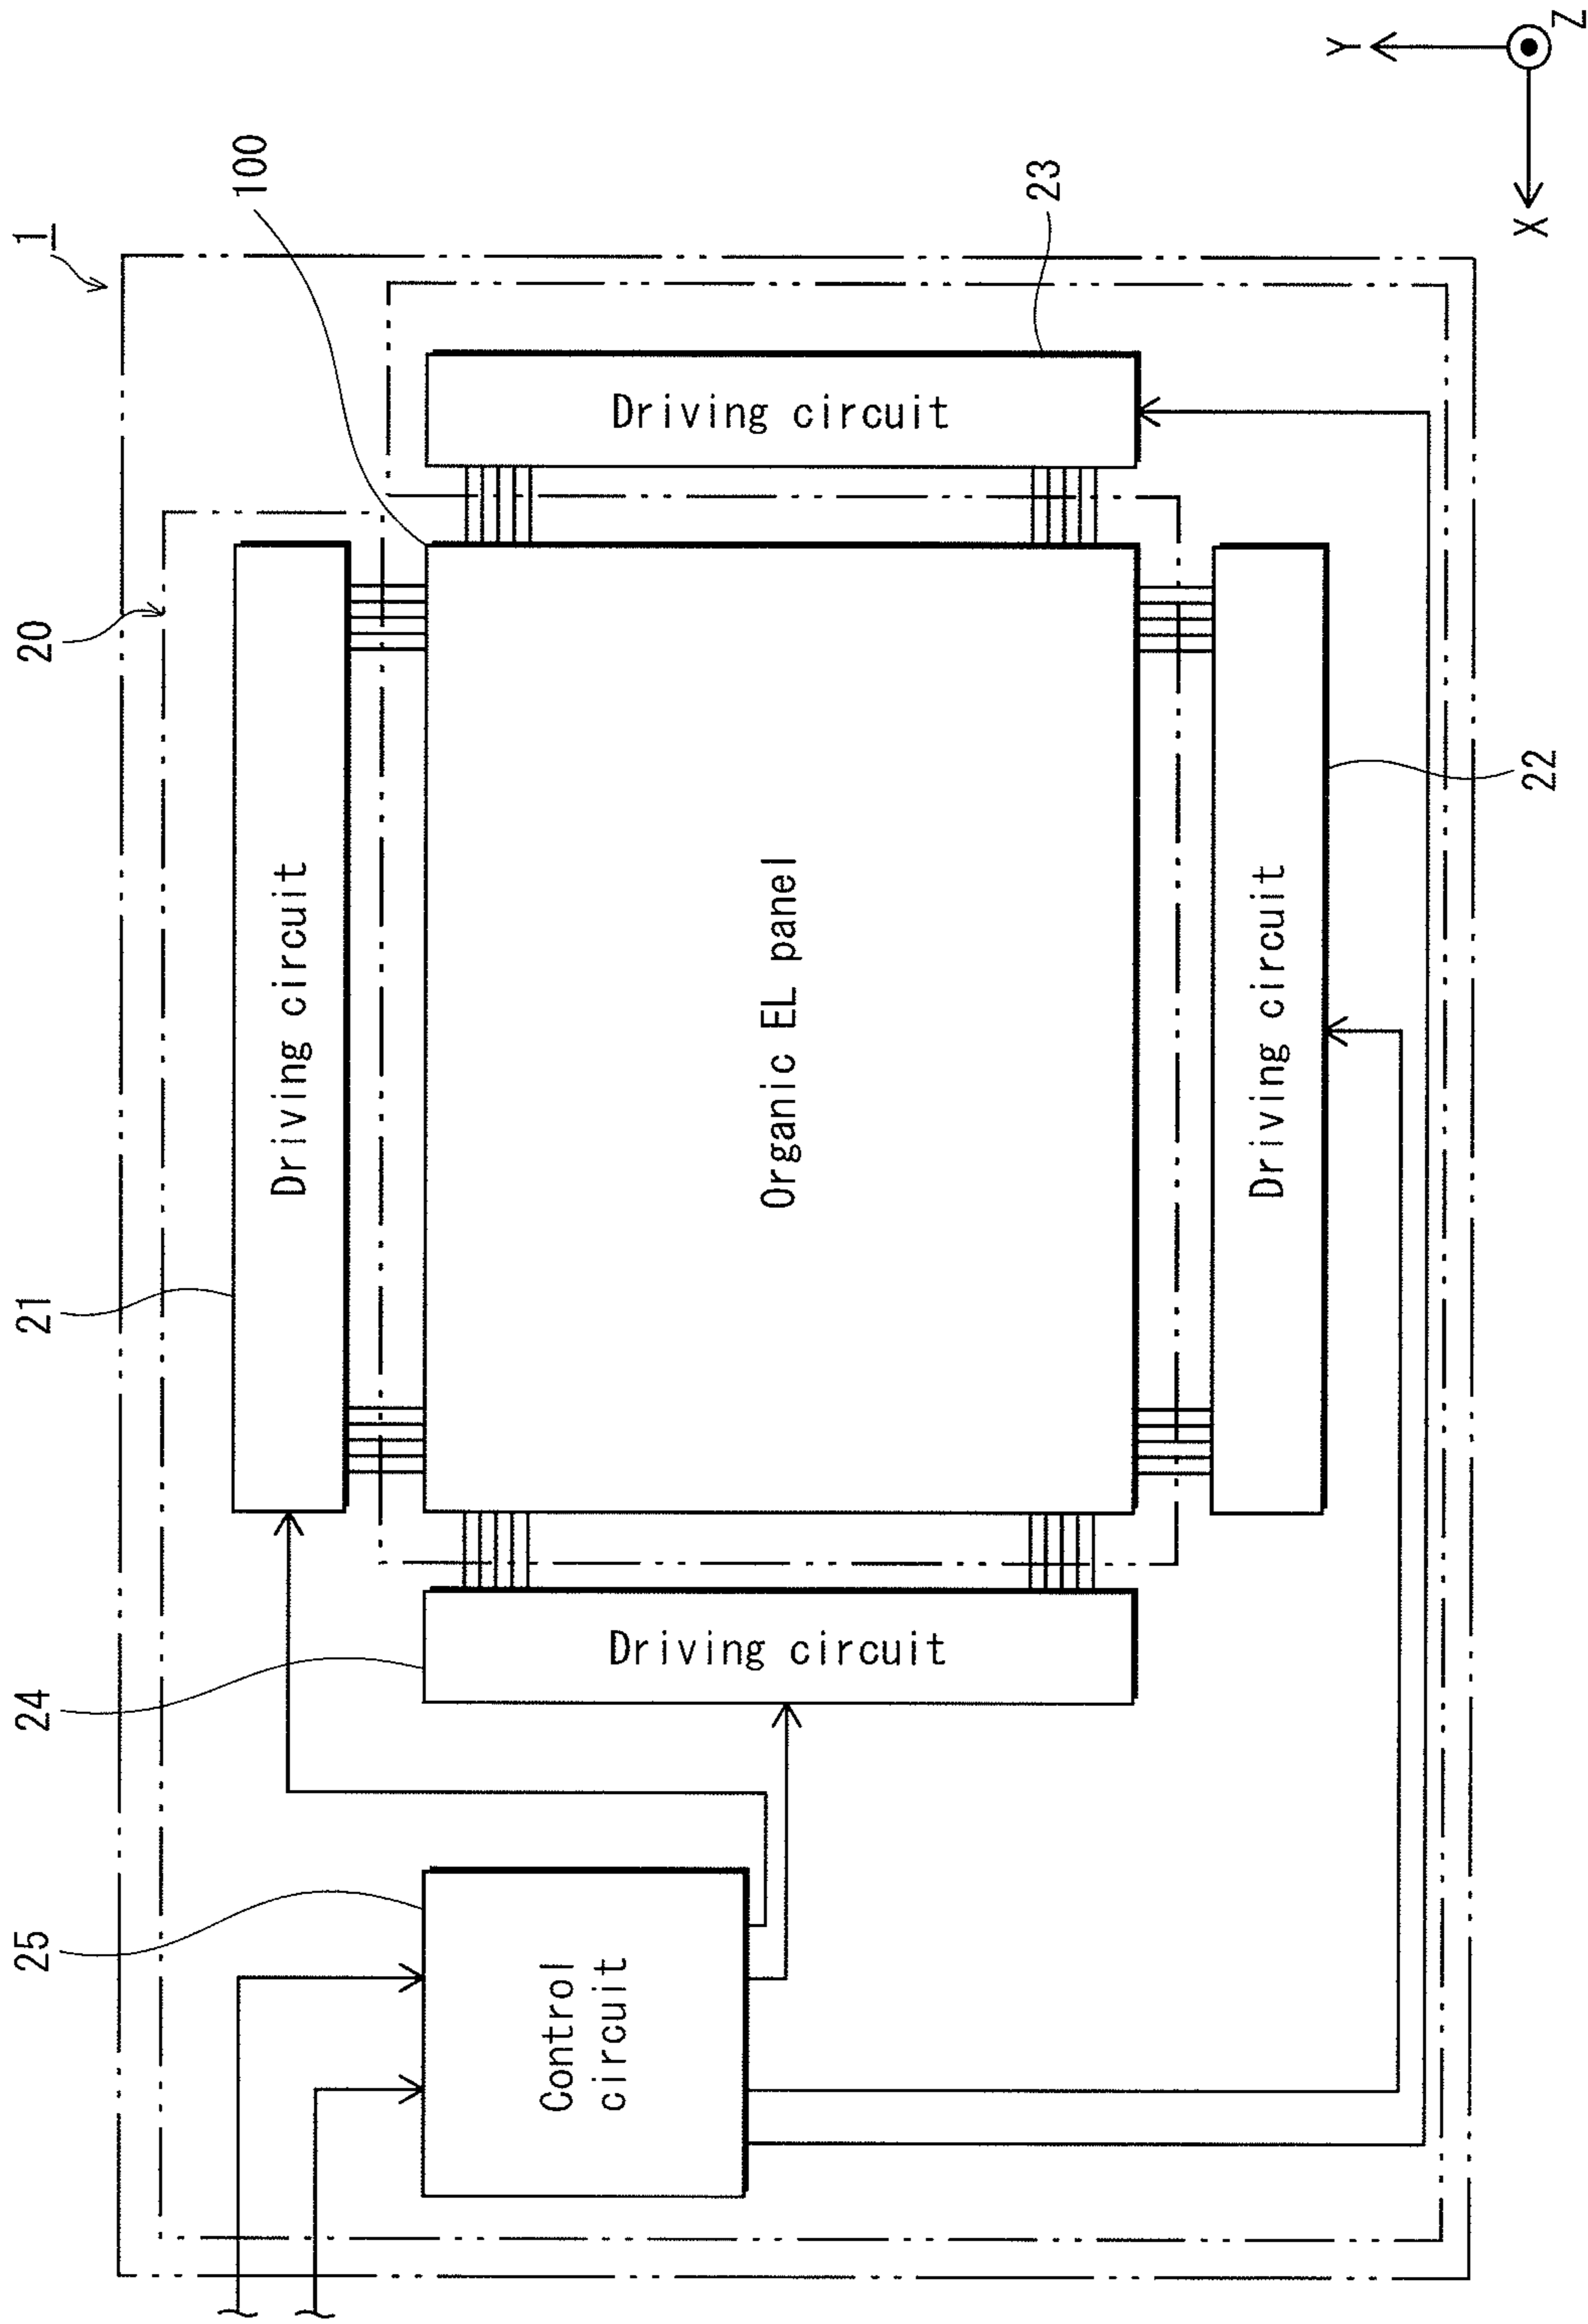 25
24
21
20
1
100
Driving circuit
Control
circuit
Driving circuit
Organic EL panel
Driving circuit
23
Driving circuit
22
Y
X
Z